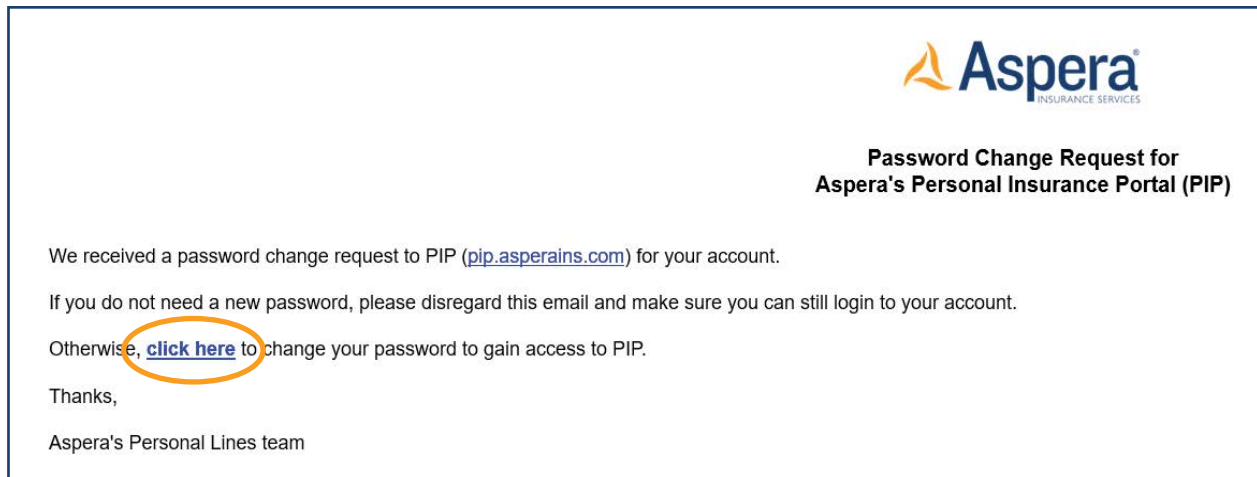 Aspera®
INSURANCE SERVICES
Password Change Request for
Aspera's Personal Insurance Portal (PIP)
We received a password change request to PIP (pip.asperains.com) for your account.
If you do not need a new password, please disregard this email and make sure you can still login to your account.
Otherwise, click here to change your password to gain access to PIP.
Thanks,
Aspera's Personal Lines team